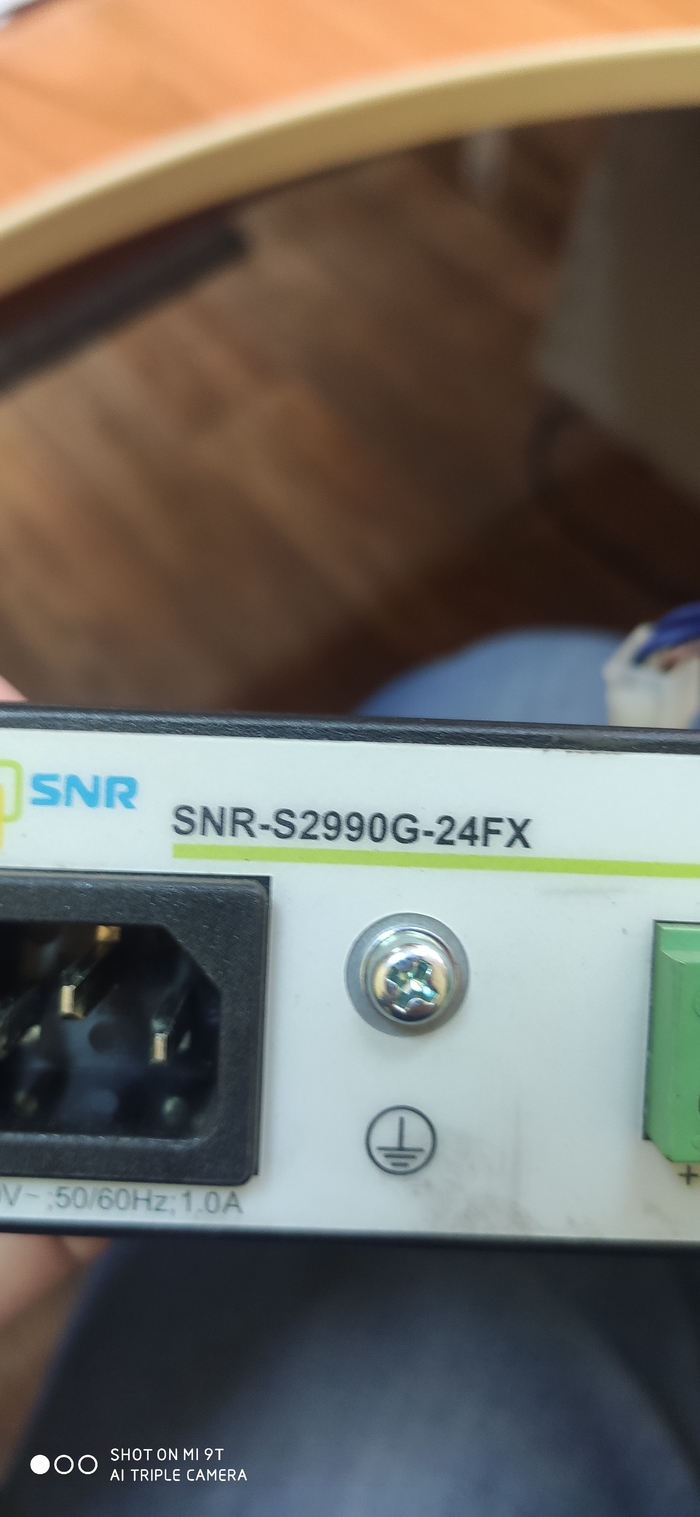 SNR
SNR-S2990G-24FX
V~;50/60Hz;1.0A
+
SHOT ON MI 9T
AI TRIPLE CAMERA